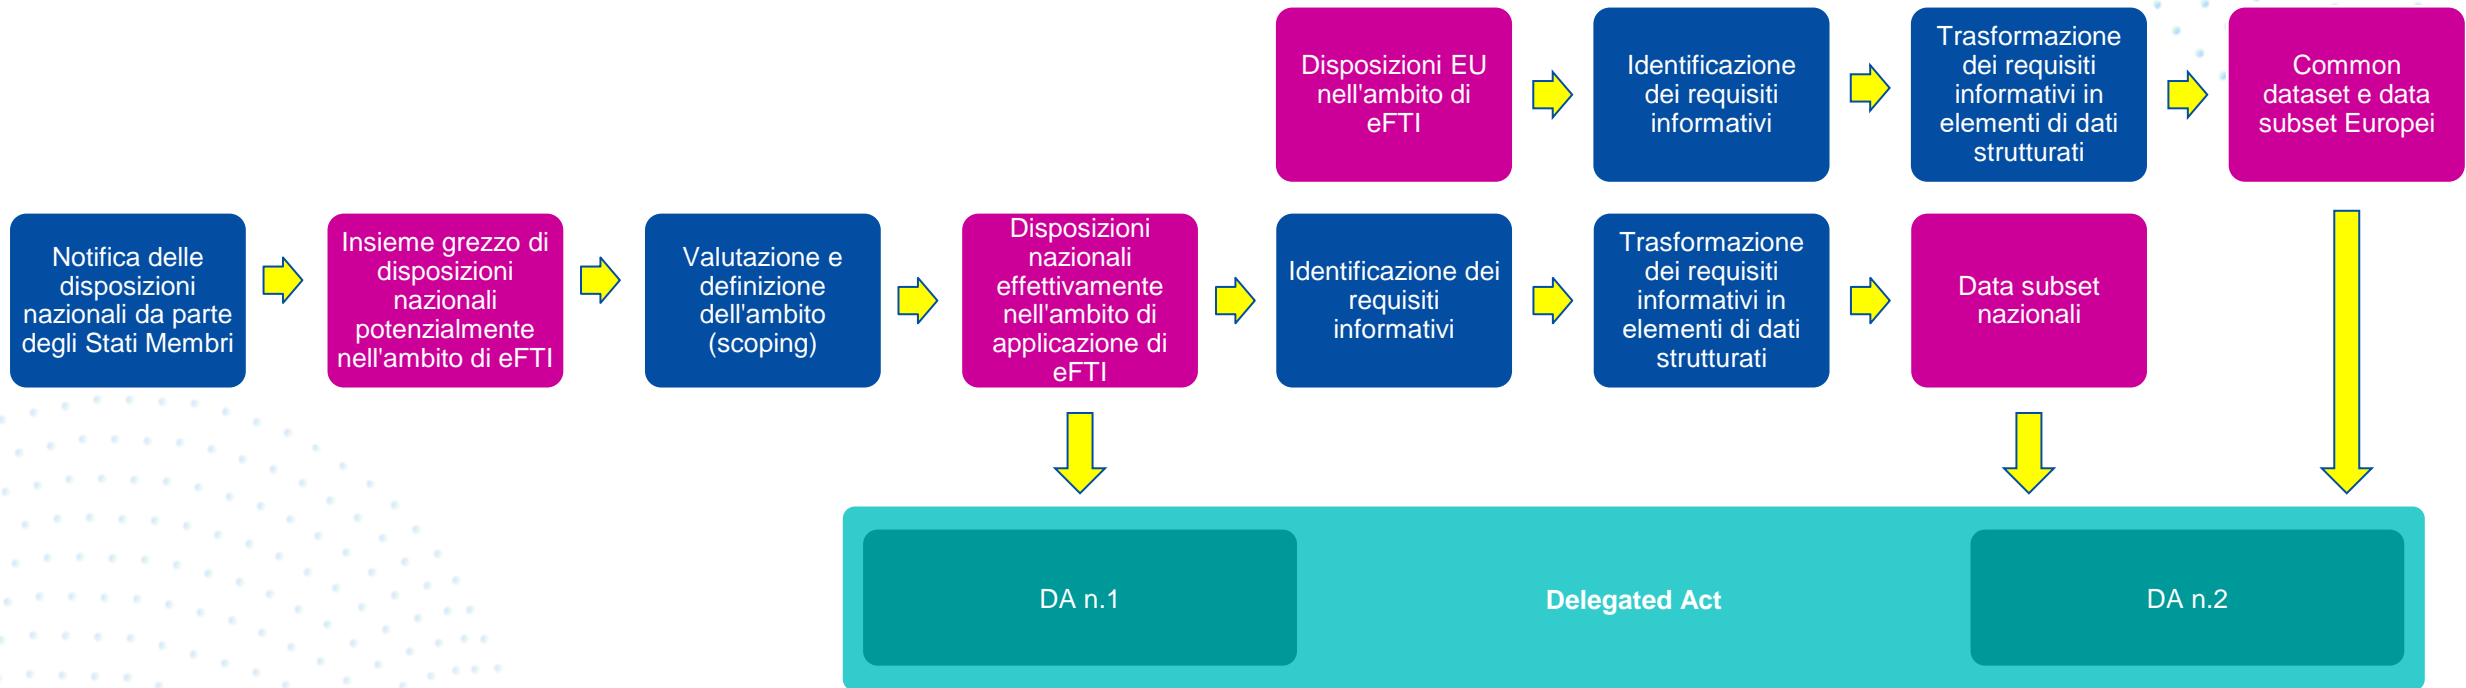 Disposizioni EU
nell'ambito di
eFTI
Identificazione
dei requisiti
informativi
Trasformazione
dei requisiti
informativi in
elementi di dati
strutturati
Common
dataset e data
subset Europei
Notifica delle
disposizioni
nazionali da parte
degli Stati Membri
Insieme grezzo di
disposizioni
nazionali
potenzialmente
nell'ambito di eFTI
Valutazione e
definizione
dell'ambito
(scoping)
Disposizioni
nazionali
effettivamente
nell'ambito di
applicazione di
eFTI
Identificazione dei
requisiti
informativi
Trasformazione
dei requisiti
informativi in
elementi di dati
strutturati
Data subset
nazionali
DA n.1
Delegated Act
DA n.2